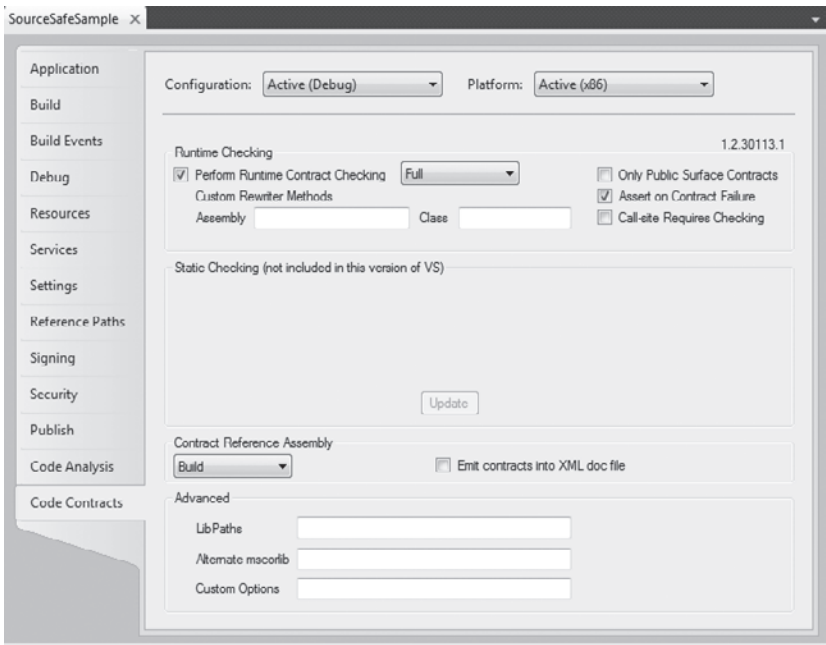 SourceSafeSample ×
Application
Build
Build Events
Debug
Resources
Services
Settings
Reference Paths
Signing
Security
Publish
Code Analysis
Code Contracts
Configuration: Active (Debug) Platform: Active (x86)
1.2.30113.1
Runtime Checking
Perform Runtime Contract Checking Full Only Public Surface Contracts
Custom Rewriter Methods Assert on Contract Failure
Assembly Class Call-site Requires Checking
Static Checking (not included in this version of VS)
Update
Contract Reference Assembly
Build Emit contracts into XML doc file
Advanced
LibPaths
Alternate mscorlib
Custom Options